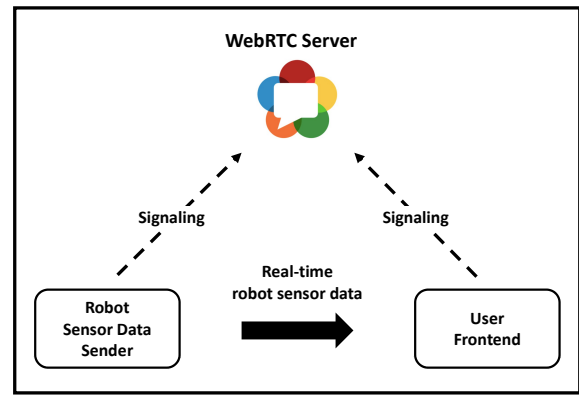 WebRTC Server
Signaling
Signaling
Real-time
robot sensor data
Robot
Sensor Data
Sender
User
Frontend